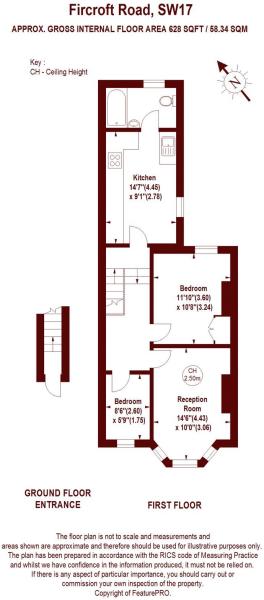 Fircroft Road, SW17
APPROX. GROSS INTERNAL FLOOR AREA 628 SQFT / 58.34 SQM
Key :
CH - Ceiling Height
N
Kitchen
14'7" (4.45)
x 9'1" (2.78)
Bedroom
11'10" (3.60)
x 10'8" (3.24)
CH
2.50m
Reception
Room
14'6" (4.43)
x 10'0" (3.06)
Bedroom
8'6" (2.60)
x 5'9" (1.75)
GROUND FLOOR
ENTRANCE
FIRST FLOOR
The floor plan is not to scale and measurements and
areas shown are approximate and therefore should be used for illustrative purposes only.
The plan has been prepared in accordance with the RICS code of Measuring Practice
and whilst we have confidence in the information produced, it must not be relied on.
If there is any aspect of particular importance, you should carry out or
commission your own inspection of the property.
Copyright of FeaturePRO.